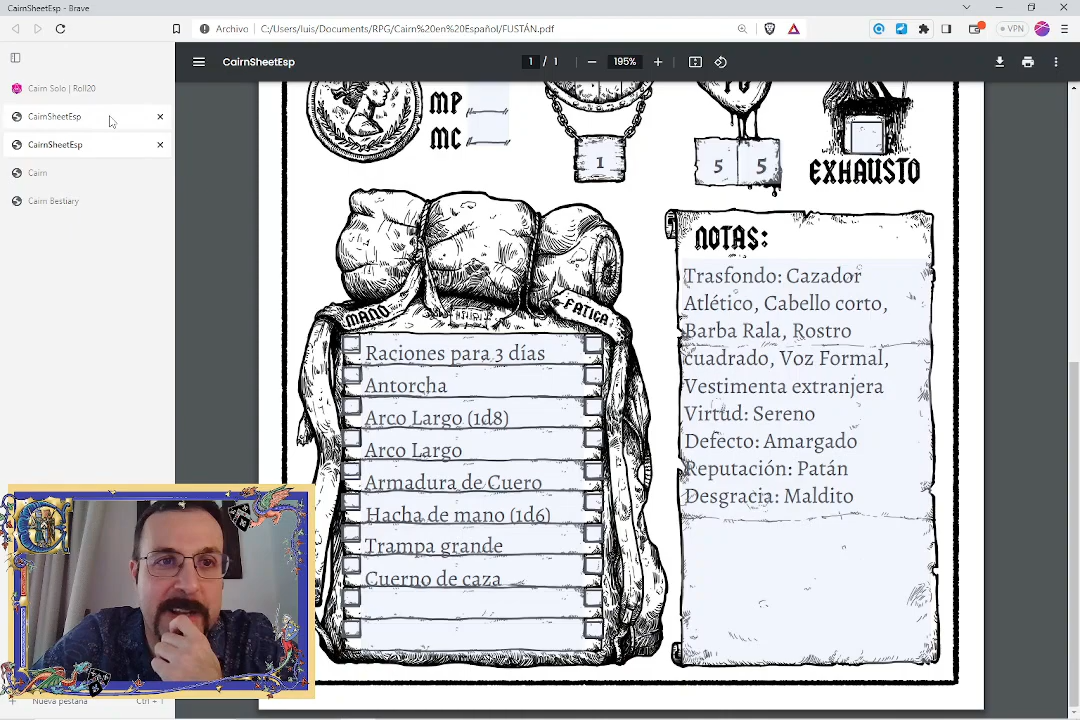 CairnSheetEsp - Brave
Archivo
C:/Users/luis/Documents/RPG/Cairn%20en%20Español/FUSTÁN.pdf
VPN
CairnSheetEsp
1 / 1
195%
Cairn Solo | Roll20
CairnSheetEsp
CairnSheetEsp
Cairn
Cairn Bestiary
Nueva pestaña
Ctrl + T
MP
MC
1
PG
5 5
EXHAUSTO
MANO
FATIGA
Raciones para 3 días
Antorcha
Arco Largo (1d8)
Arco Largo
Armadura de Cuero
Hacha de mano (1d6)
Trampa grande
Cuerno de caza
NOTAS:
Trasfondo: Cazador
Atlético, Cabello corto,
Barba Rala, Rostro
cuadrado, Voz Formal,
Vestimenta extranjera
Virtud: Sereno
Defecto: Amargado
Reputación: Patán
Desgracia: Maldito